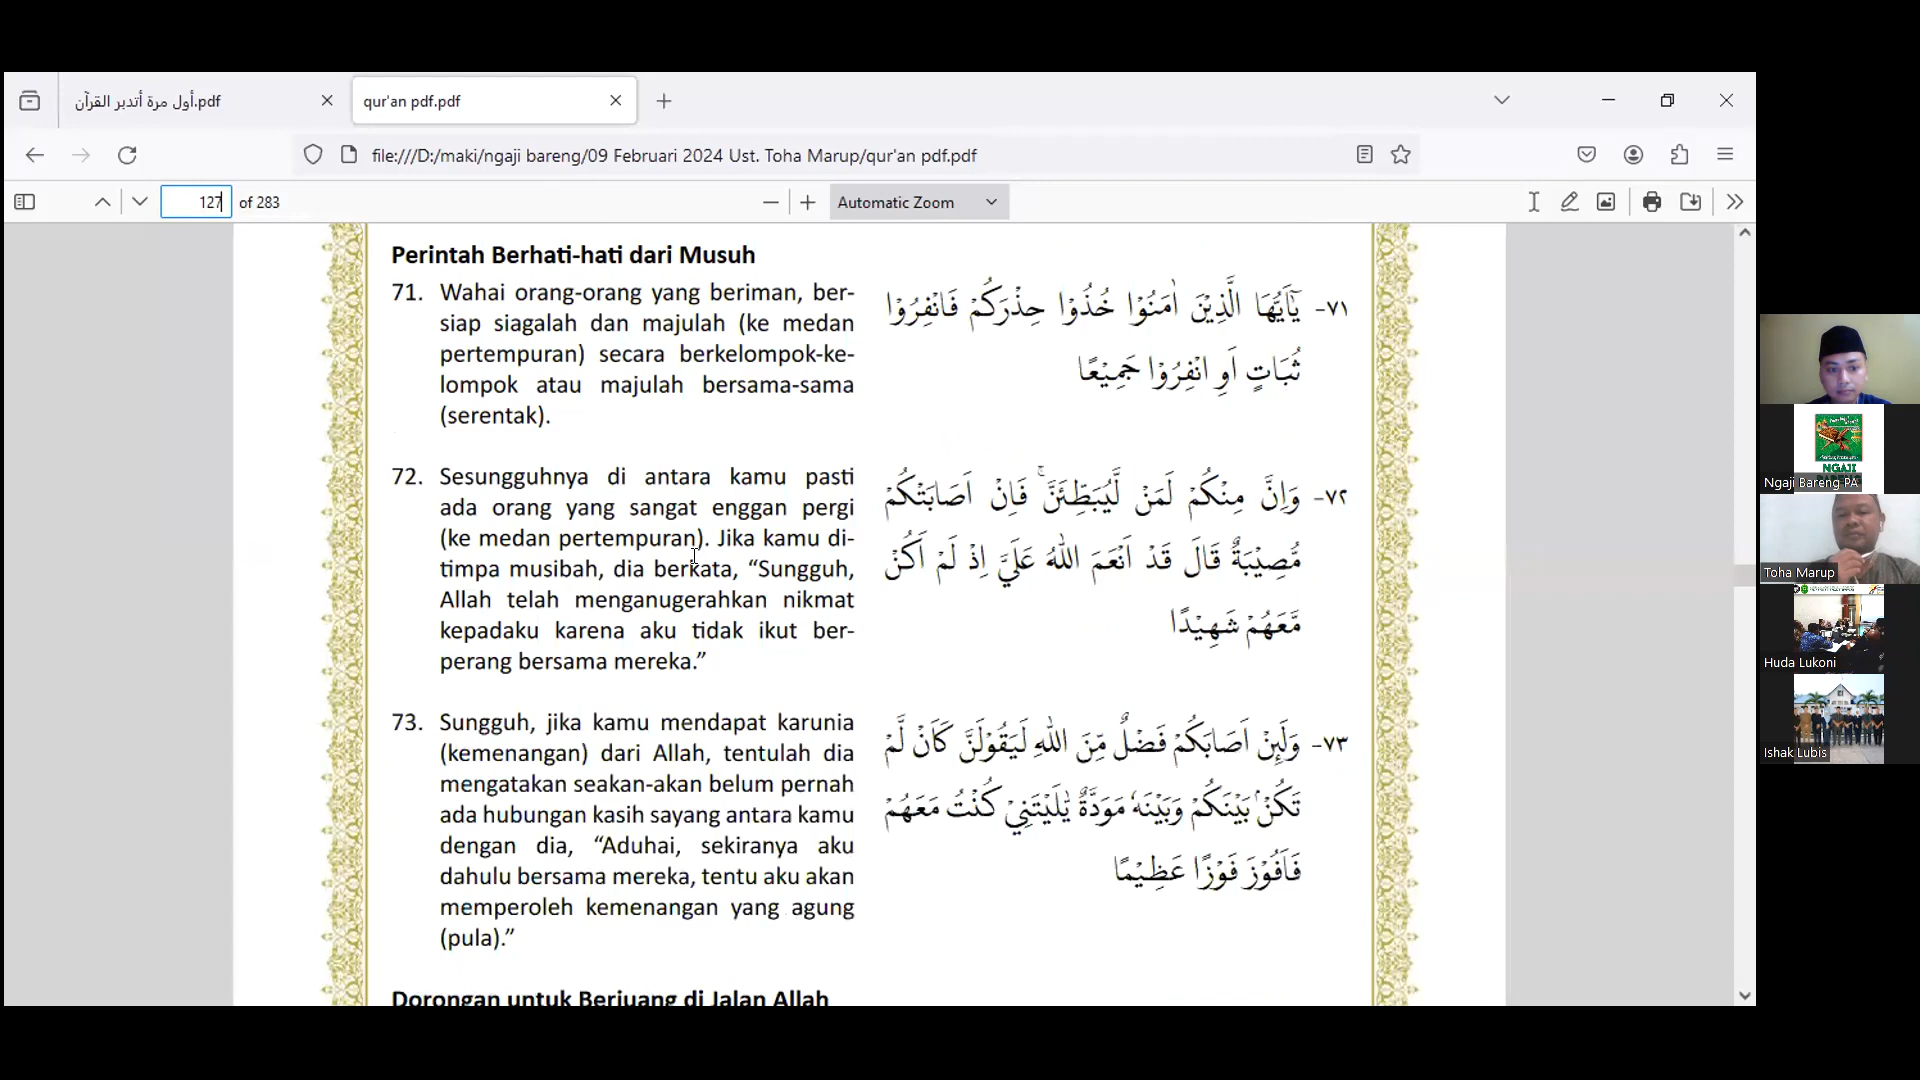 أول مرة أتدبر القرآن.pdf
qur'an pdf.pdf
file:///D:/maki/ngaji bareng/09 Februari 2024 Ust. Toha Marup/qur'an pdf.pdf
127 of 283
Automatic Zoom
Perintah Berhati-hati dari Musuh
71. Wahai orang-orang yang beriman, ber-
siap siagalah dan majulah (ke medan
pertempuran) secara berkelompok-ke-
lompok atau majulah bersama-sama
(serentak).
٧١- يٰٓاَيُّهَا الَّذِيْنَ اٰمَنُوْا خُذُوْا حِذْرَكُمْ فَانْفِرُوْا
ثُبَاتٍ اَوِ انْفِرُوْا جَمِيْعًا
72. Sesungguhnya di antara kamu pasti
ada orang yang sangat enggan pergi
(ke medan pertempuran). Jika kamu di-
timpa musibah, dia berkata, “Sungguh,
Allah telah menganugerahkan nikmat
kepadaku karena aku tidak ikut ber-
perang bersama mereka.”
٧٢- وَاِنَّ مِنْكُمْ لَمَنْ لَّيُبَطِّئَنَّۚ فَاِنْ اَصَابَتْكُمْ
مُّصِيْبَةٌ قَالَ قَدْ اَنْعَمَ اللّٰهُ عَلَيَّ اِذْ لَمْ اَكُنْ
مَّعَهُمْ شَهِيْدًا
73. Sungguh, jika kamu mendapat karunia
(kemenangan) dari Allah, tentulah dia
mengatakan seakan-akan belum pernah
ada hubungan kasih sayang antara kamu
dengan dia, “Aduhai, sekiranya aku
dahulu bersama mereka, tentu aku akan
memperoleh kemenangan yang agung
(pula).”
٧٣- وَلَىِٕنْ اَصَابَكُمْ فَضْلٌ مِّنَ اللّٰهِ لَيَقُوْلَنَّ كَاَنْ لَّمْ
تَكُنْۢ بَيْنَكُمْ وَبَيْنَهٗ مَوَدَّةٌ يّٰلَيْتَنِيْ كُنْتُ مَعَهُمْ
فَاَفُوْزَ فَوْزًا عَظِيْمًا
Dorongan untuk Berjuang di Jalan Allah
NGAJI
Ngaji Bareng PA
Toha Marup
Huda Lukoni
Ishak Lubis